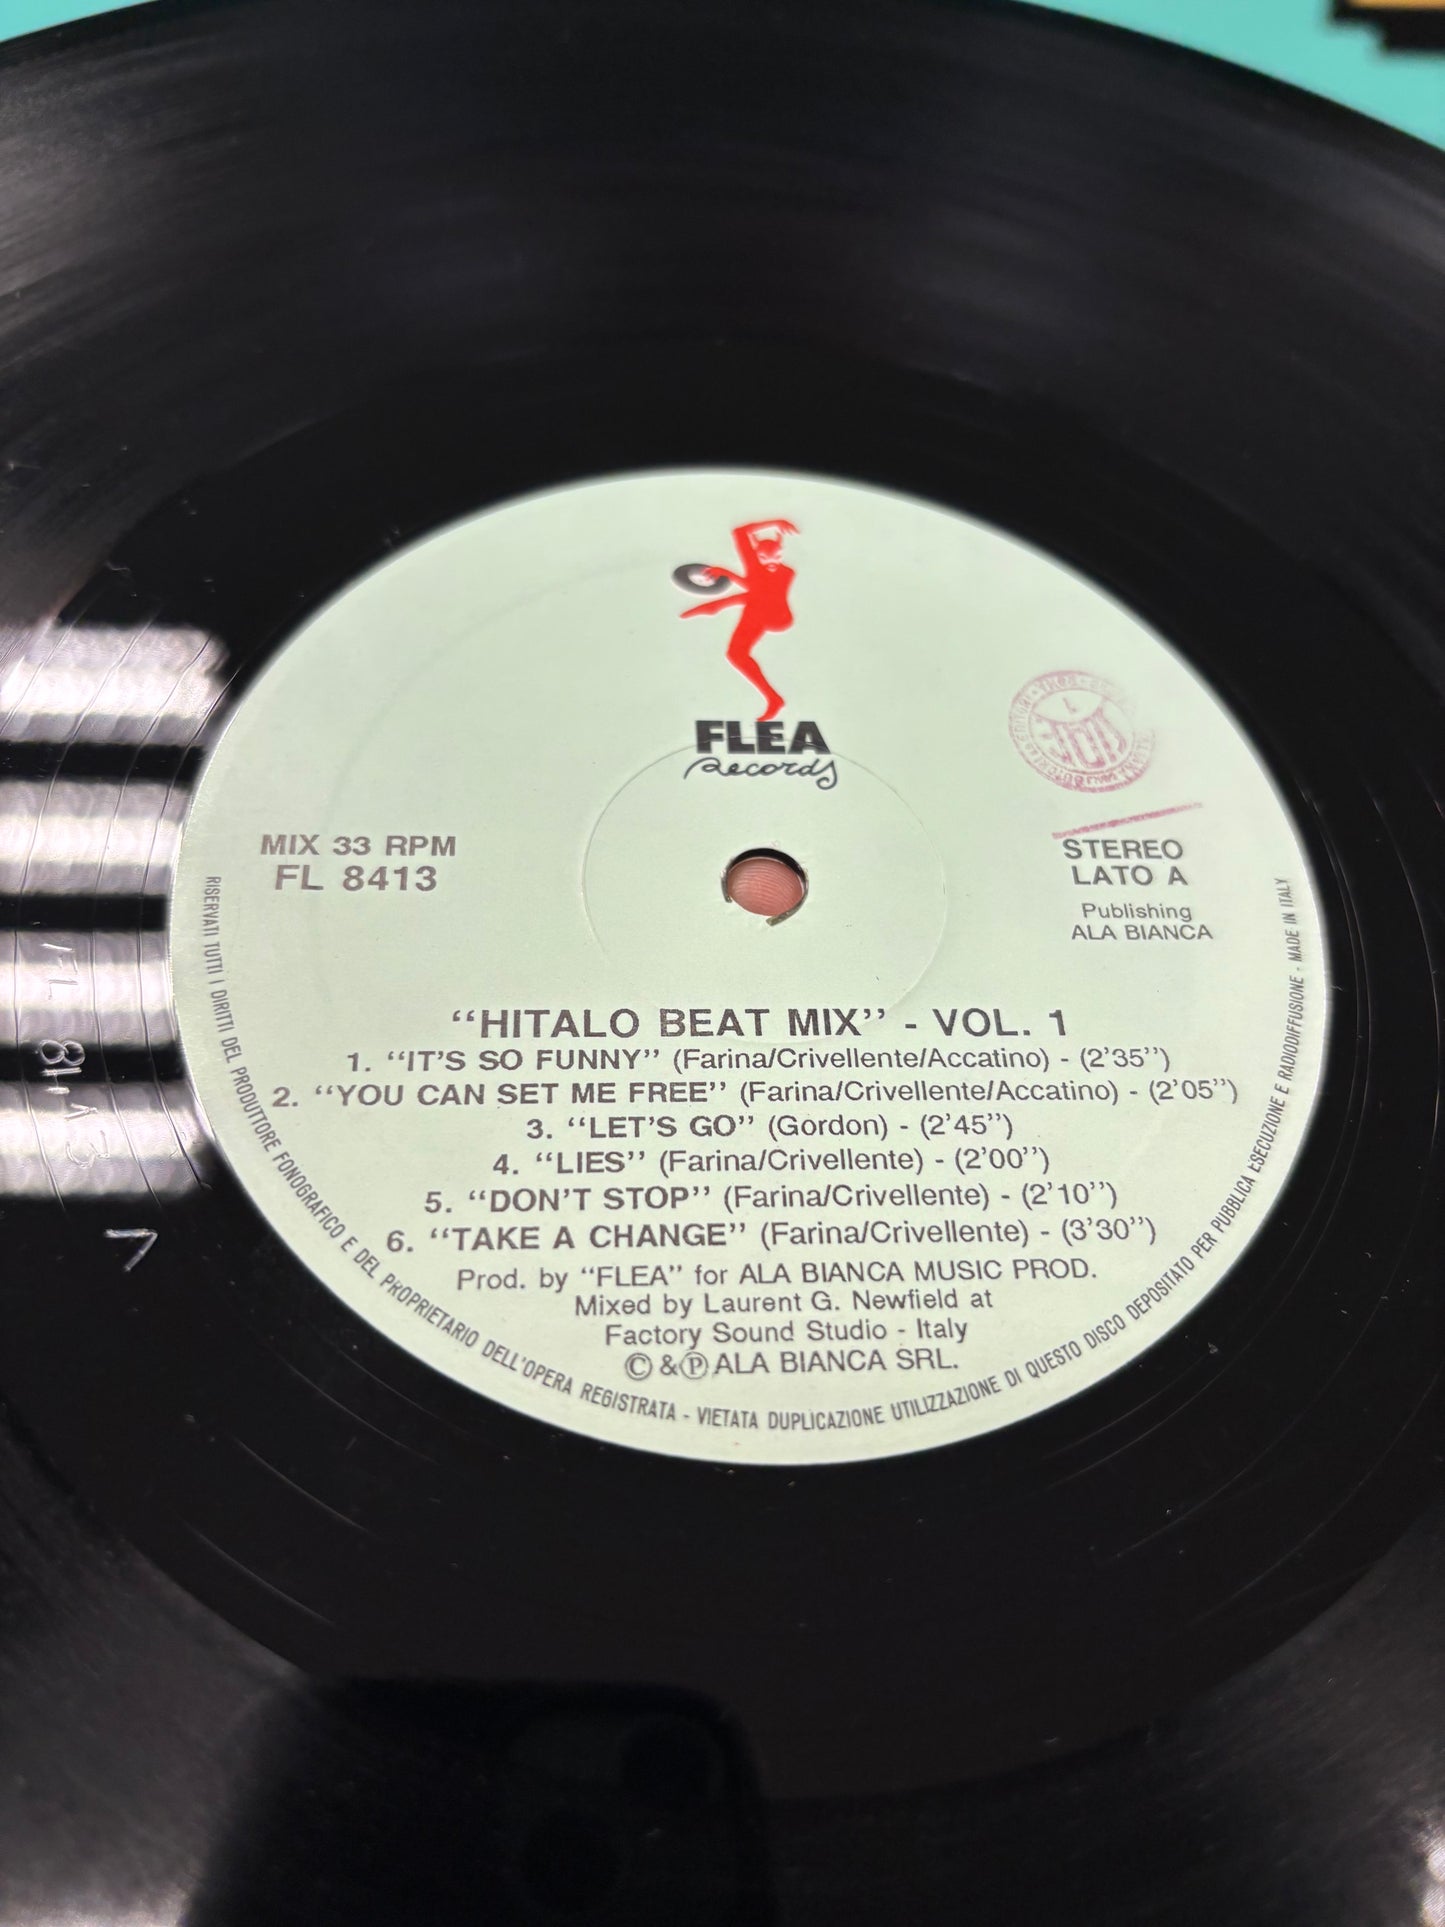 FLEA
Records
MIX 33 RPM
FL 8413
STEREO
LATO A
Publishing
ALA BIANCA
"HITALO BEAT MIX" - VOL. 1
1. "IT'S SO FUNNY" (Farina/Crivellente/Accatino) - (2'35")
2. "YOU CAN SET ME FREE" (Farina/Crivellente/Accatino) - (2'05")
3. "LET'S GO" (Gordon) - (2'45")
4. "LIES" (Farina/Crivellente) - (2'00")
5. "DON'T STOP" (Farina/Crivellente) - (2'10")
6. "TAKE A CHANGE" (Farina/Crivellente) - (3'30")
Prod. by "FLEA" for ALA BIANCA MUSIC PROD.
Mixed by Laurent G. Newfield at
Factory Sound Studio - Italy
© & ℗ ALA BIANCA SRL.
RISERVATI TUTTI I DIRITTI DEL PRODUTTORE FONOGRAFICO E DEL PROPRIETARIO DELL'OPERA REGISTRATA - VIETATA DUPLICAZIONE UTILIZZAZIONE DI QUESTO DISCO DEPOSITATO PER PUBBLICA ESECUZIONE E RADIODIFFUSIONE - MADE IN ITALY
FL 8413